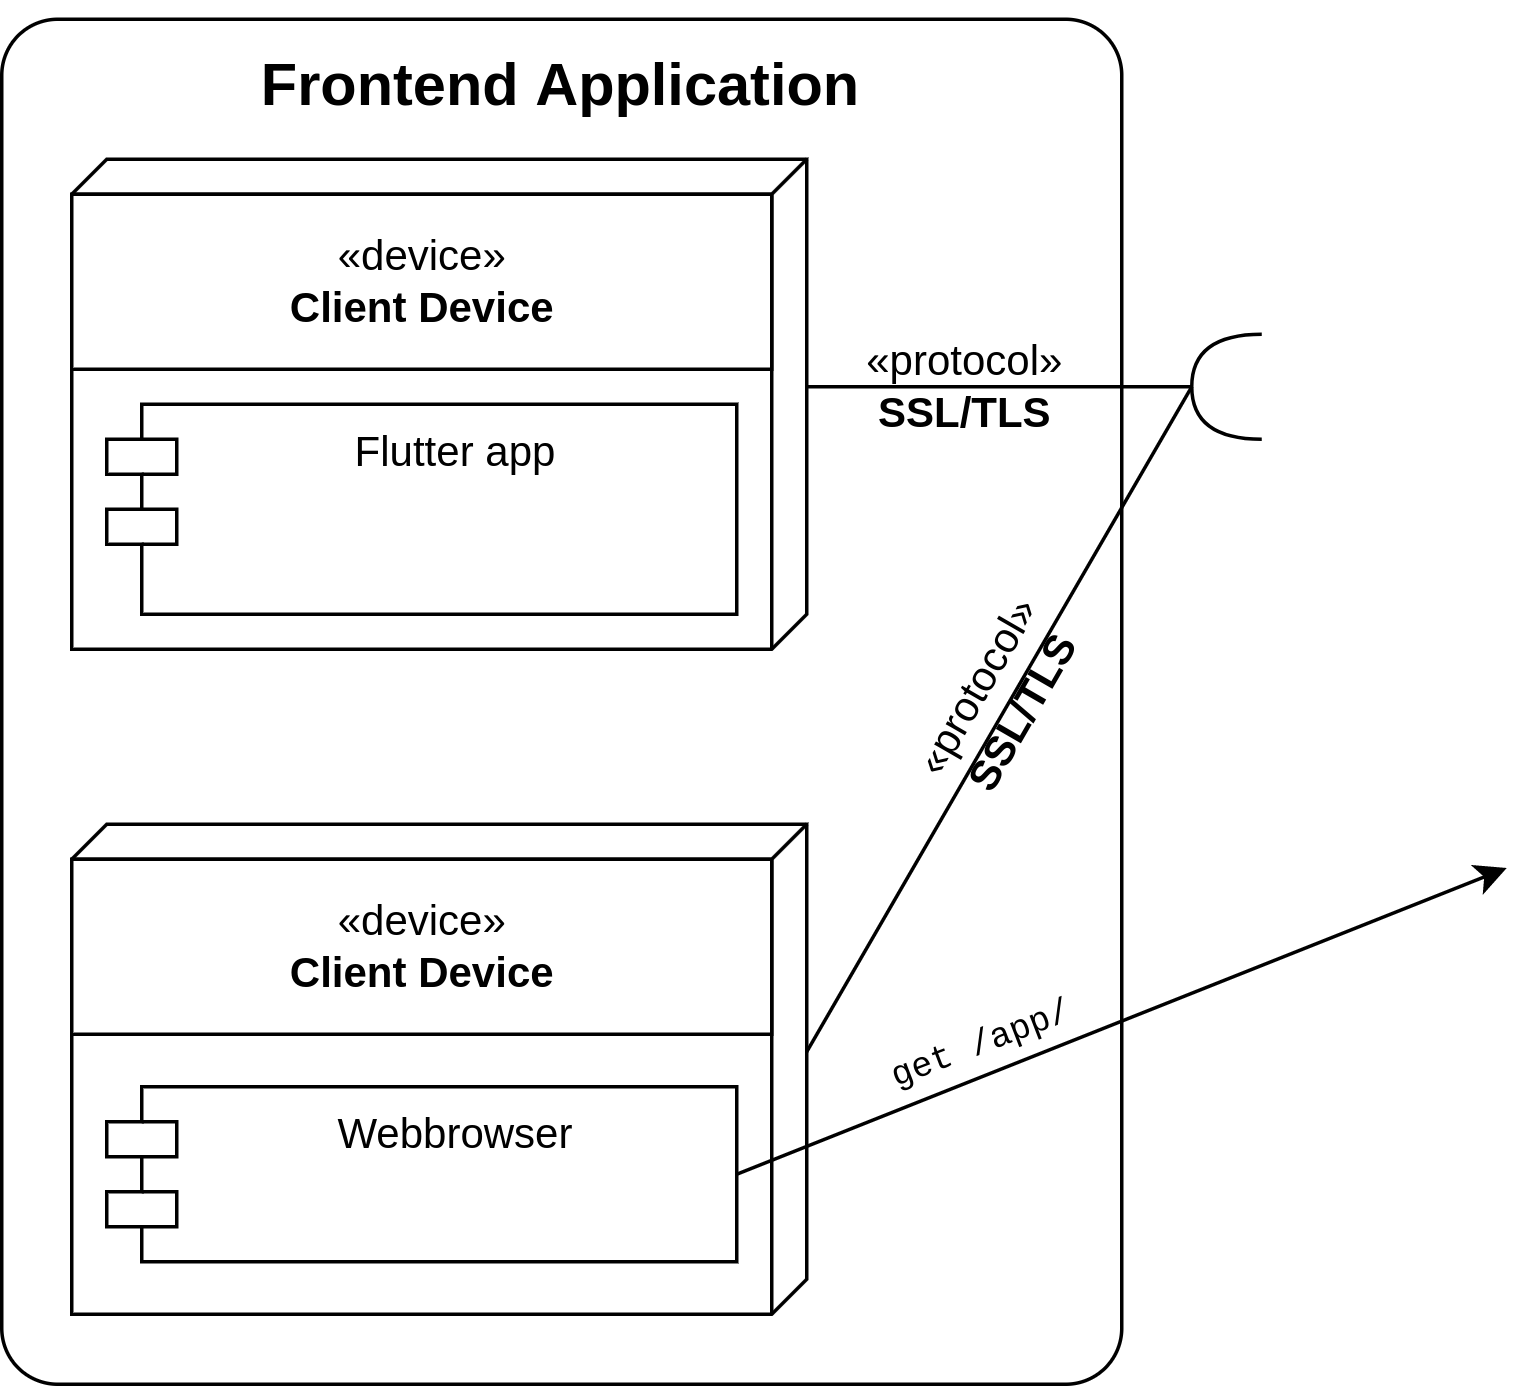 Frontend Application
«device»
Client Device
Flutter app
«protocol»
SSL/TLS
«protocol»
SSL/TLS
«device»
Client Device
Webbrowser
get /app/